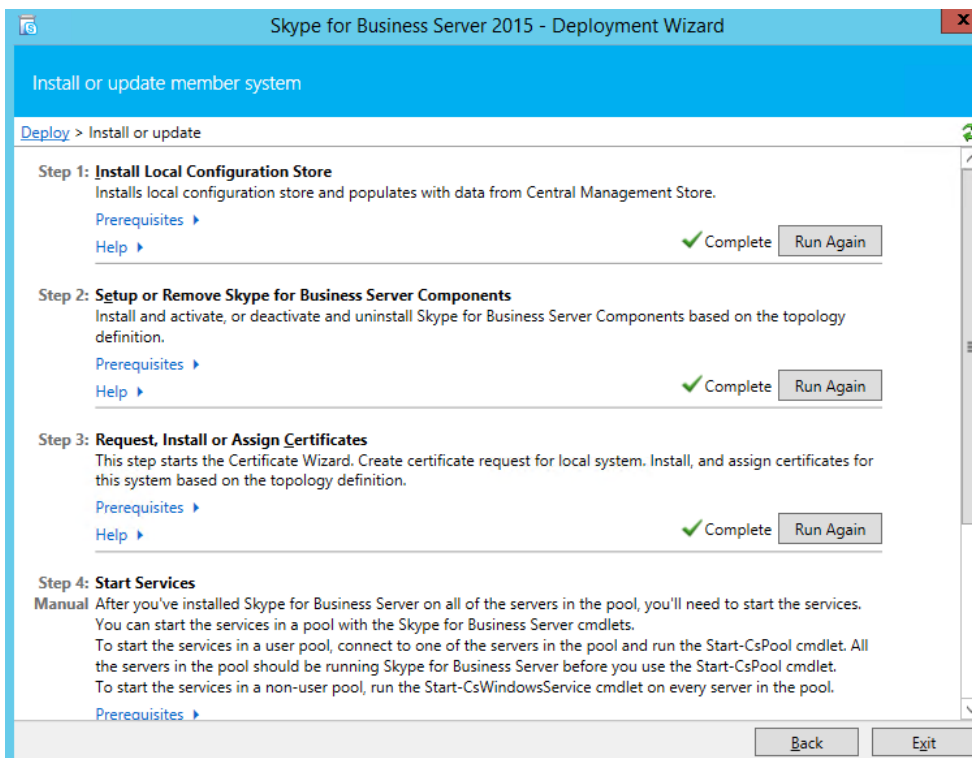 Skype for Business Server 2015 - Deployment Wizard
x
Install or update member system
Deploy > Install or update
Step 1: Install Local Configuration Store
Installs local configuration store and populates with data from Central Management Store.
Prerequisites
Help
Complete Run Again
Step 2: Setup or Remove Skype for Business Server Components
Install and activate, or deactivate and uninstall Skype for Business Server Components based on the topology
definition.
Prerequisites
Help
Complete Run Again
Step 3: Request, Install or Assign Certificates
This step starts the Certificate Wizard. Create certificate request for local system. Install, and assign certificates for
this system based on the topology definition.
Prerequisites
Help
Complete Run Again
Step 4: Start Services
Manual After you've installed Skype for Business Server on all of the servers in the pool, you'll need to start the services.
You can start the services in a pool with the Skype for Business Server cmdlets.
To start the services in a user pool, connect to one of the servers in the pool and run the Start-CsPool cmdlet. All
the servers in the pool should be running Skype for Business Server before you use the Start-CsPool cmdlet.
To start the services in a non-user pool, run the Start-CsWindowsService cmdlet on every server in the pool.
Prerequisites
Back Exit